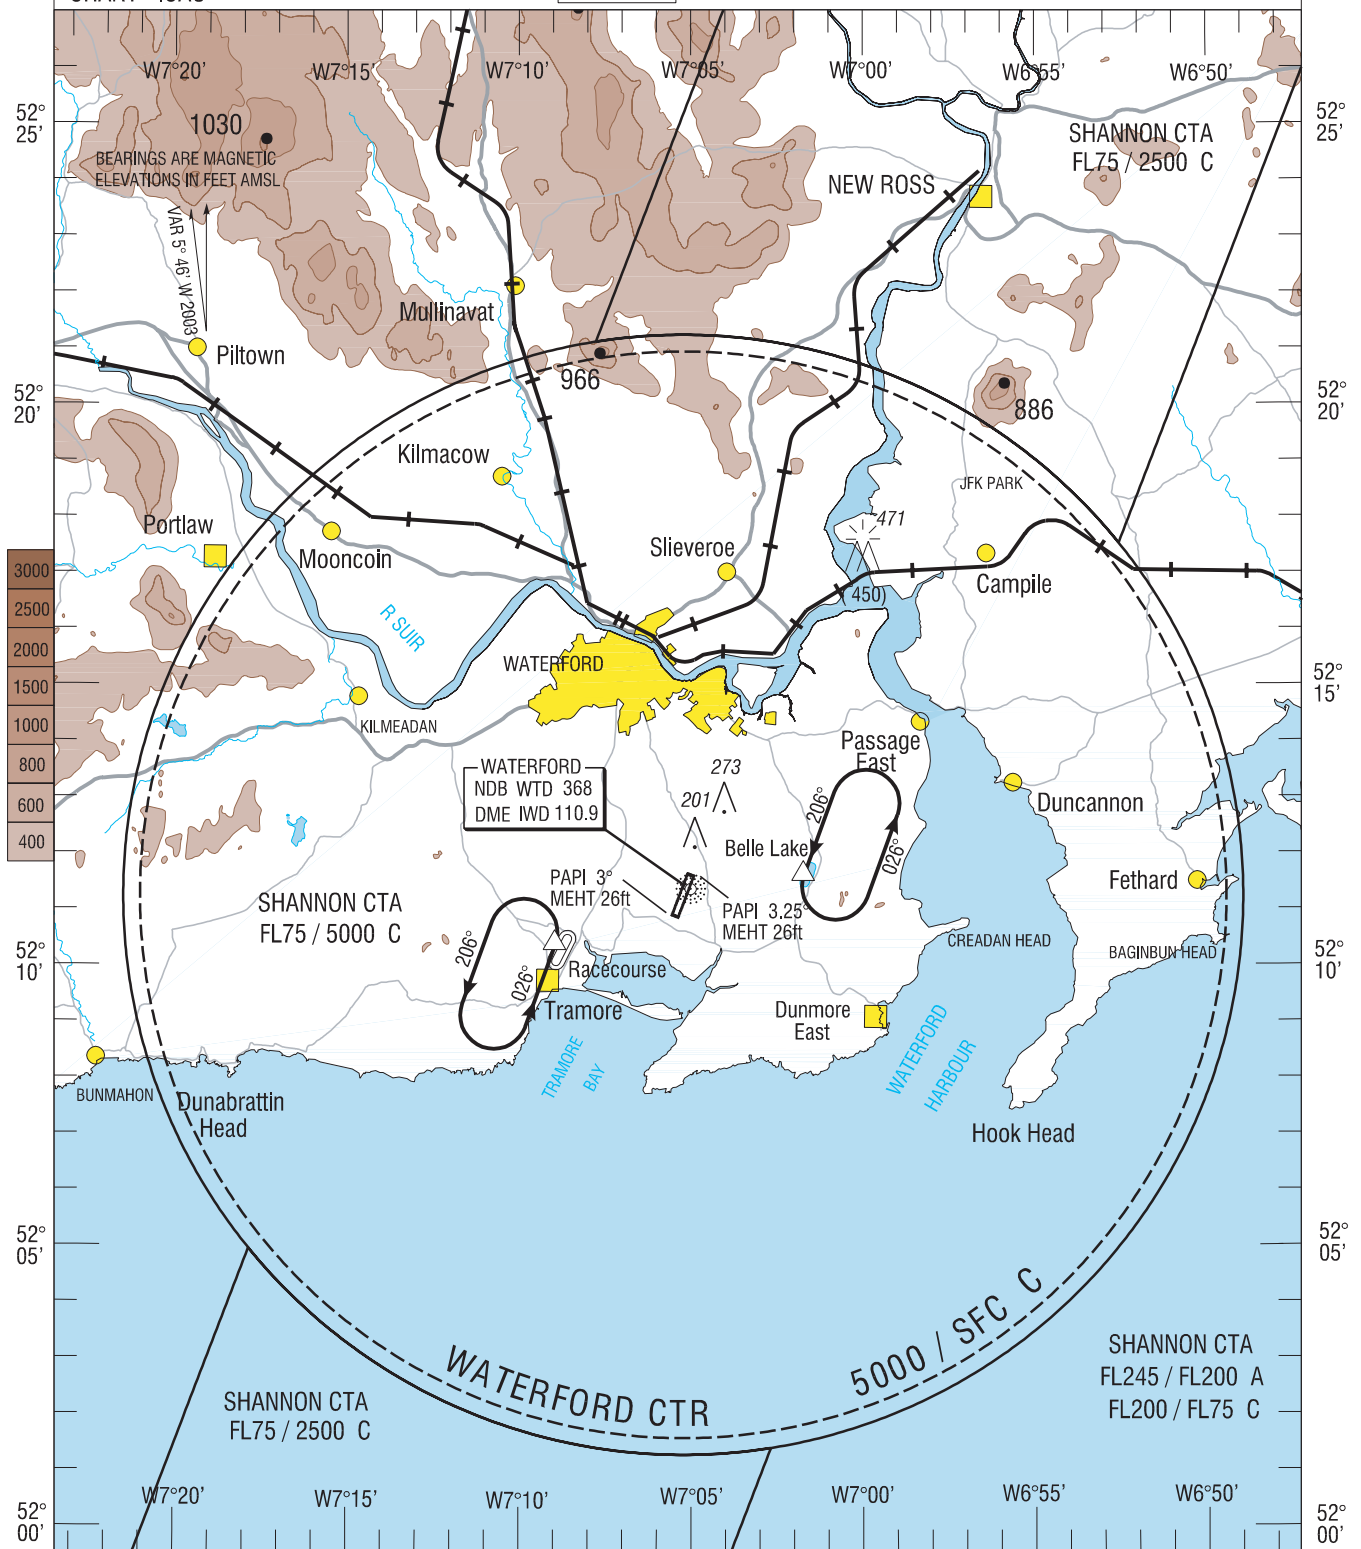 W7°20'
W7°15'
W7°10'
W7°05'
W7°00'
W6°55'
W6°50'
52°
25'
52°
25'
1030
BEARINGS ARE MAGNETIC
ELEVATIONS IN FEET AMSL
VAR 5° 46' W 2003
SHANNON CTA
FL75 / 2500 C
NEW ROSS
Mullinavat
Piltown
966
886
52°
20'
52°
20'
Kilmacow
JFK PARK
Portlaw
Mooncoin
Slieveroe
471
(450)
Campile
3000
2500
2000
1500
1000
800
600
400
R SUIR
WATERFORD
52°
15'
52°
15'
KILMEADAN
Passage
East
WATERFORD
NDB WTD 368
DME IWD 110.9
273
201
206°
026°
Duncannon
Belle Lake
PAPI 3°
MEHT 26ft
PAPI 3.25°
MEHT 26ft
Fethard
SHANNON CTA
FL75 / 5000 C
206°
026°
CREADAN HEAD
BAGINBUN HEAD
52°
10'
52°
10'
Racecourse
Tramore
Dunmore
East
TRAMORE
BAY
WATERFORD
HARBOUR
BUNMAHON
Dunabrattin
Head
Hook Head
52°
05'
52°
05'
WATERFORD CTR
5000 / SFC C
SHANNON CTA
FL75 / 2500 C
SHANNON CTA
FL245 / FL200 A
FL200 / FL75 C
W7°20'
W7°15'
W7°10'
W7°05'
W7°00'
W6°55'
W6°50'
52°
00'
52°
00'